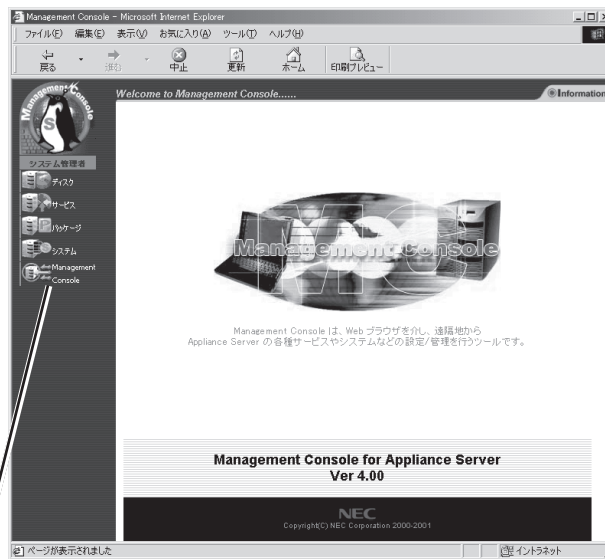 Management Console - Microsoft Internet Explorer
ファイル(F) 編集(E) 表示(V) お気に入り(A) ツール(T) ヘルプ(H)
戻る 進む 中止 更新 ホーム 印刷プレビュー
Management Console
S
Welcome to Management Console......
Information
システム管理者
ディスク
サービス
パッケージ
システム
Management
Console
MC
Management Console
Management Console は、Web ブラウザを介し、遠隔地から
Appliance Server の各種サービスやシステムなどの設定/管理を行うツールです。
Management Console for Appliance Server
Ver 4.00
NEC
Copyright(C) NEC Corporation 2000-2001
ページが表示されました
イントラネット